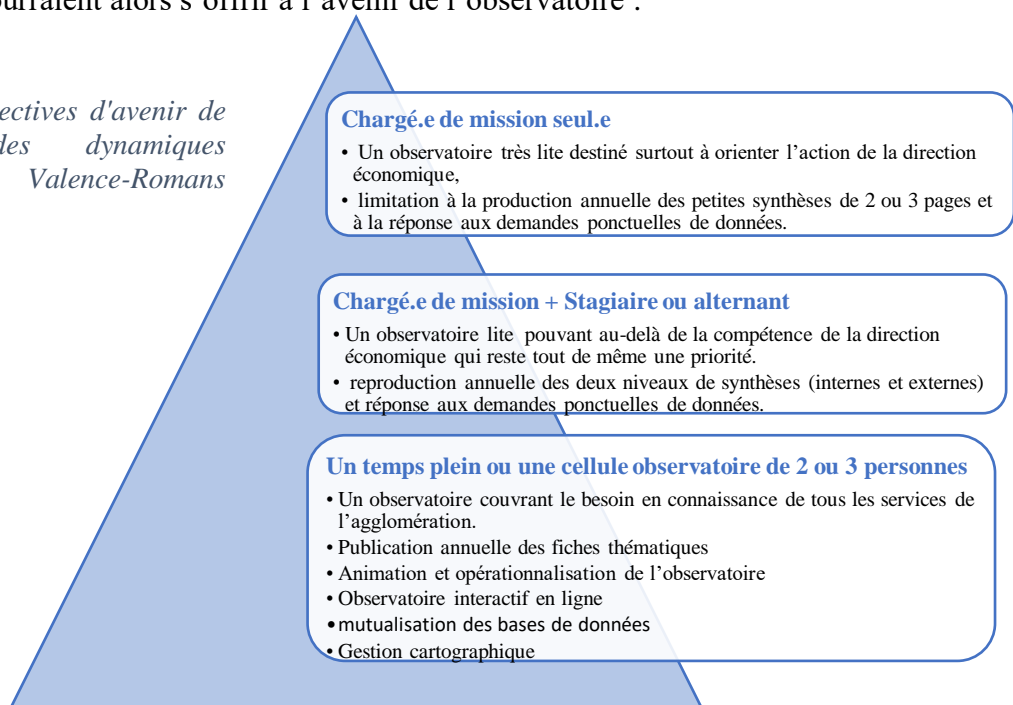 alors s'offrir à l'avenir de l'observatoire :
d'avenir de
dynamiques
Valence-Romans
Chargé.e de mission seul.e
• Un observatoire très lite destiné surtout à orienter l'action de la direction
économique,
• limitation à la production annuelle des petites synthèses de 2 ou 3 pages et
à la réponse aux demandes ponctuelles de données.
Chargé.e de mission + Stagiaire ou alternant
• Un observatoire lite pouvant au-delà de la compétence de la direction
économique qui reste tout de même une priorité.
• reproduction annuelle des deux niveaux de synthèses (internes et externes)
et réponse aux demandes ponctuelles de données.
Un temps plein ou une cellule observatoire de 2 ou 3 personnes
• Un observatoire couvrant le besoin en connaissance de tous les services de
l'agglomération.
• Publication annuelle des fiches thématiques
• Animation et opérationnalisation de l'observatoire
• Observatoire interactif en ligne
• mutualisation des bases de données
• Gestion cartographique